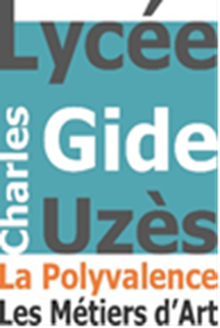 Lycée
Charles
Gide
Uzès
La Polyvalence
Les Métiers d'Art